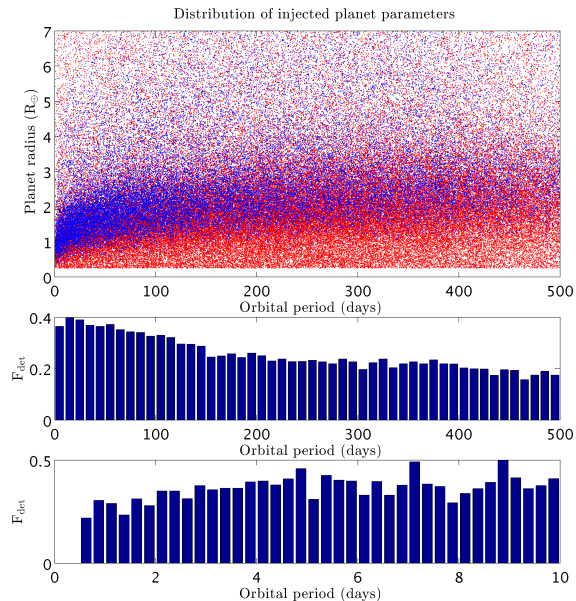 Distribution of injected planet parameters
Planet radius (R⊕)
7
6
5
4
3
2
1
0
0 100 200 300 400 500
Orbital period (days)
F_det
0.4
0.2
0
0 100 200 300 400 500
Orbital period (days)
F_det
0.5
0
0 2 4 6 8 10
Orbital period (days)